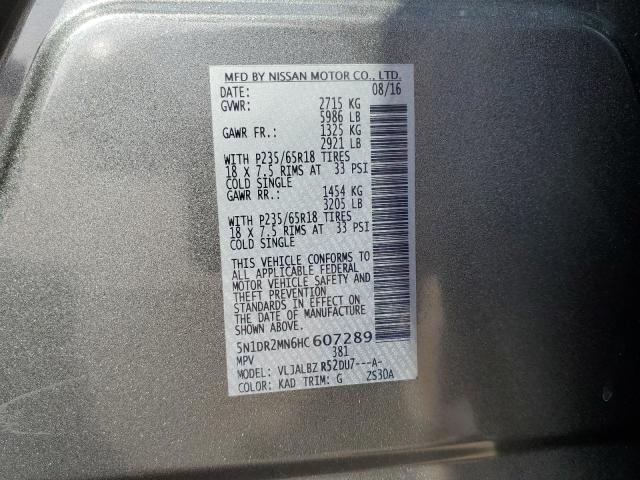 MFD BY NISSAN MOTOR CO., LTD.
DATE: 08/16
GVWR: 2715 KG
5986 LB
GAWR FR.: 1325 KG
2921 LB
WITH P235/65R18 TIRES
18 X 7.5 RIMS AT 33 PSI
COLD SINGLE
GAWR RR.: 1454 KG
3205 LB
WITH P235/65R18 TIRES
18 X 7.5 RIMS AT 33 PSI
COLD SINGLE
THIS VEHICLE CONFORMS TO
ALL APPLICABLE FEDERAL
MOTOR VEHICLE SAFETY AND
THEFT PREVENTION
STANDARDS IN EFFECT ON
THE DATE OF MANUFACTURE
SHOWN ABOVE.
5N1DR2MN6HC607289
MPV 381
MODEL: VLJALBZ R52DU7---A-
COLOR: KAD TRIM: G ZS3DA